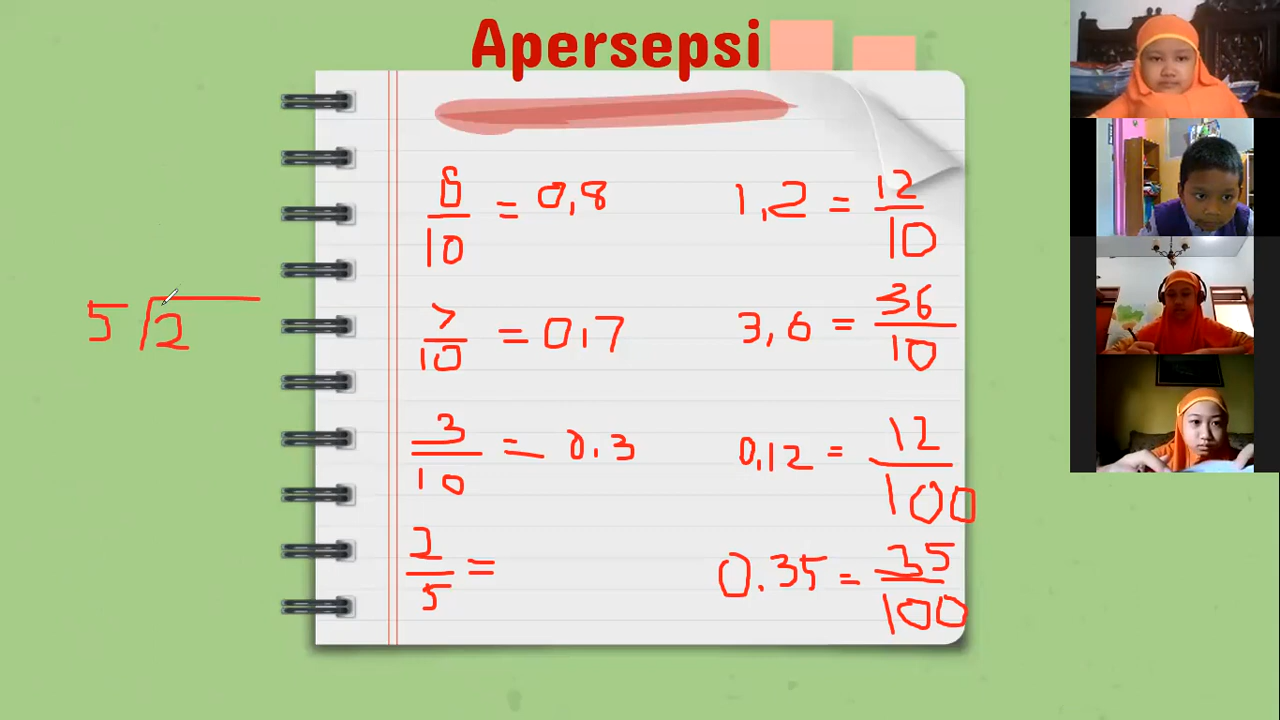 Apersepsi
8/10 = 0,8
1,2 = 12/10
7/10 = 0,7
3,6 = 36/10
3/10 = 0.3
0,12 = 12/100
2/5 =
0.35 = 35/100
5 2